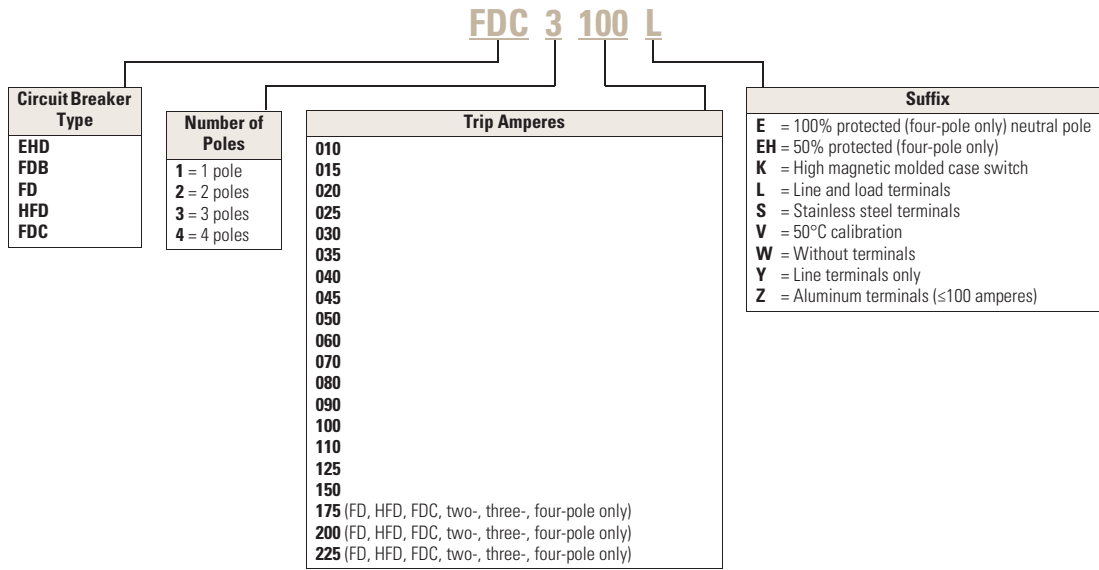 FDC 3 100 L
Circuit Breaker
Type
EHD
FDB
FD
HFD
FDC
Number of
Poles
1 = 1 pole
2 = 2 poles
3 = 3 poles
4 = 4 poles
Trip Amperes
010
015
020
025
030
035
040
045
050
060
070
080
090
100
110
125
150
175 (FD, HFD, FDC, two-, three-, four-pole only)
200 (FD, HFD, FDC, two-, three-, four-pole only)
225 (FD, HFD, FDC, two-, three-, four-pole only)
Suffix
E = 100% protected (four-pole only) neutral pole
EH = 50% protected (four-pole only)
K = High magnetic molded case switch
L = Line and load terminals
S = Stainless steel terminals
V = 50°C calibration
W = Without terminals
Y = Line terminals only
Z = Aluminum terminals (≤100 amperes)